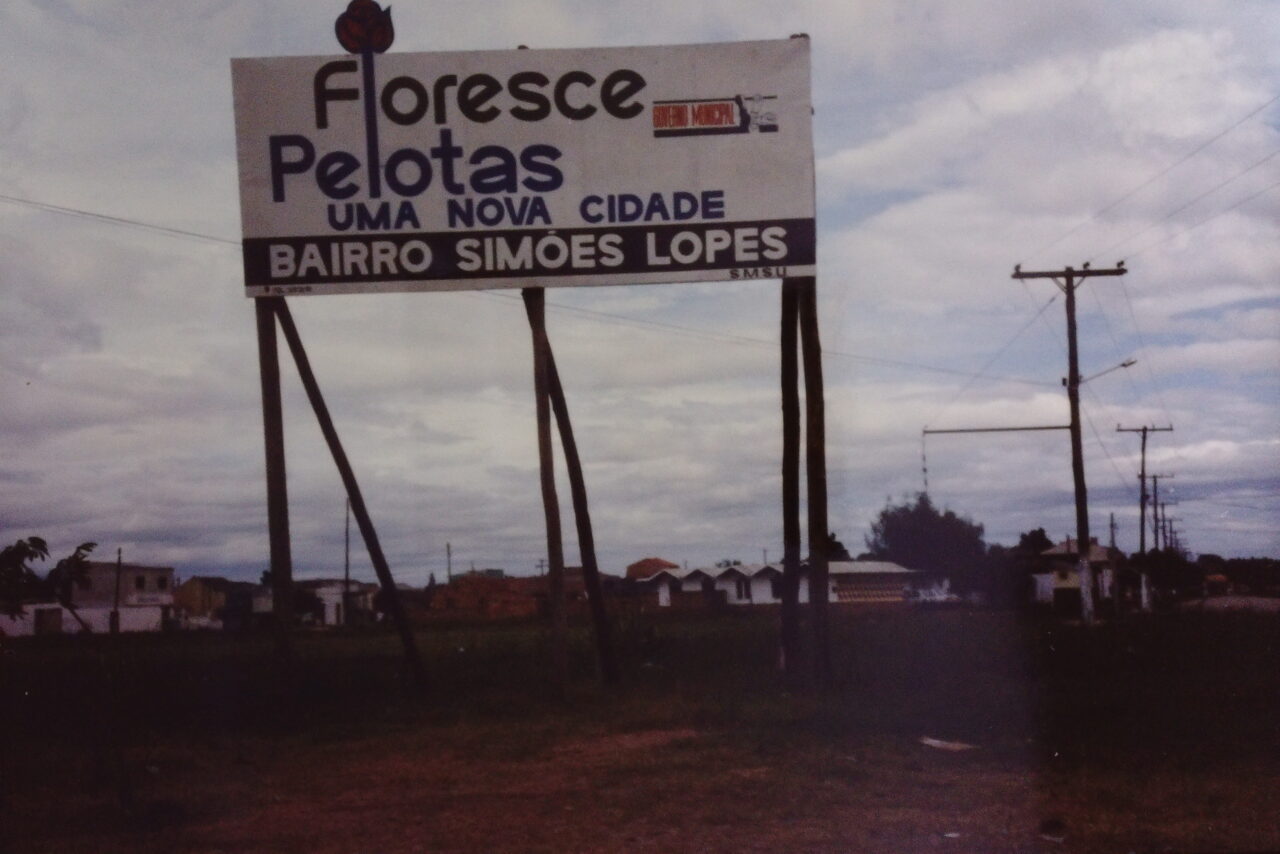 Floresce
GOVERNO MUNICIPAL
Pelotas
UMA NOVA CIDADE
BAIRRO SIMÕES LOPES
SMSU